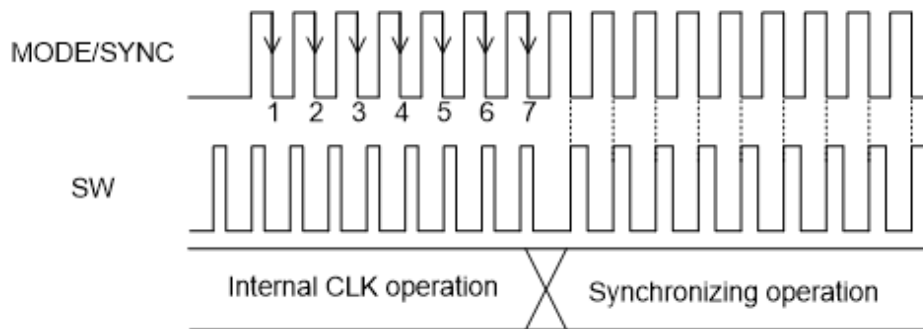 MODE/SYNC
1 2 3 4 5 6 7
SW
Internal CLK operation
Synchronizing operation